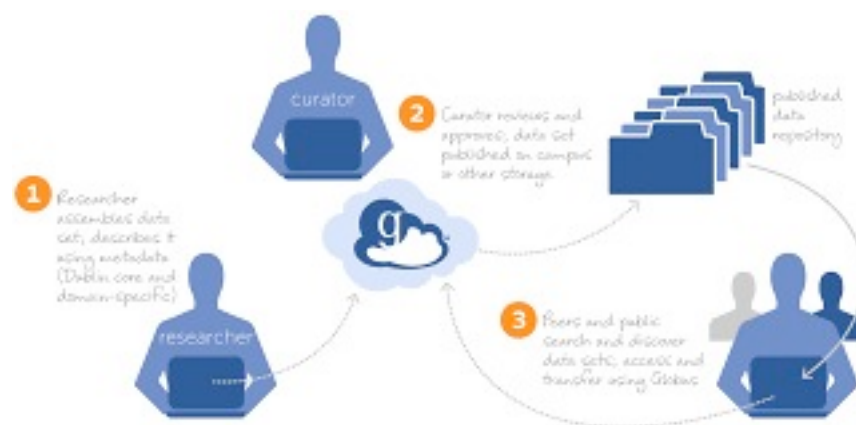 curator
2
Curator reviews and
approves; data set
published on campus
or other storage
published
data
repository
1
Researcher
assembles data
set; describes it
using metadata
(Dublin core and
domain-specific)
g
researcher
3
Peers and public
search and discover
data sets; access and
transfer using Globus